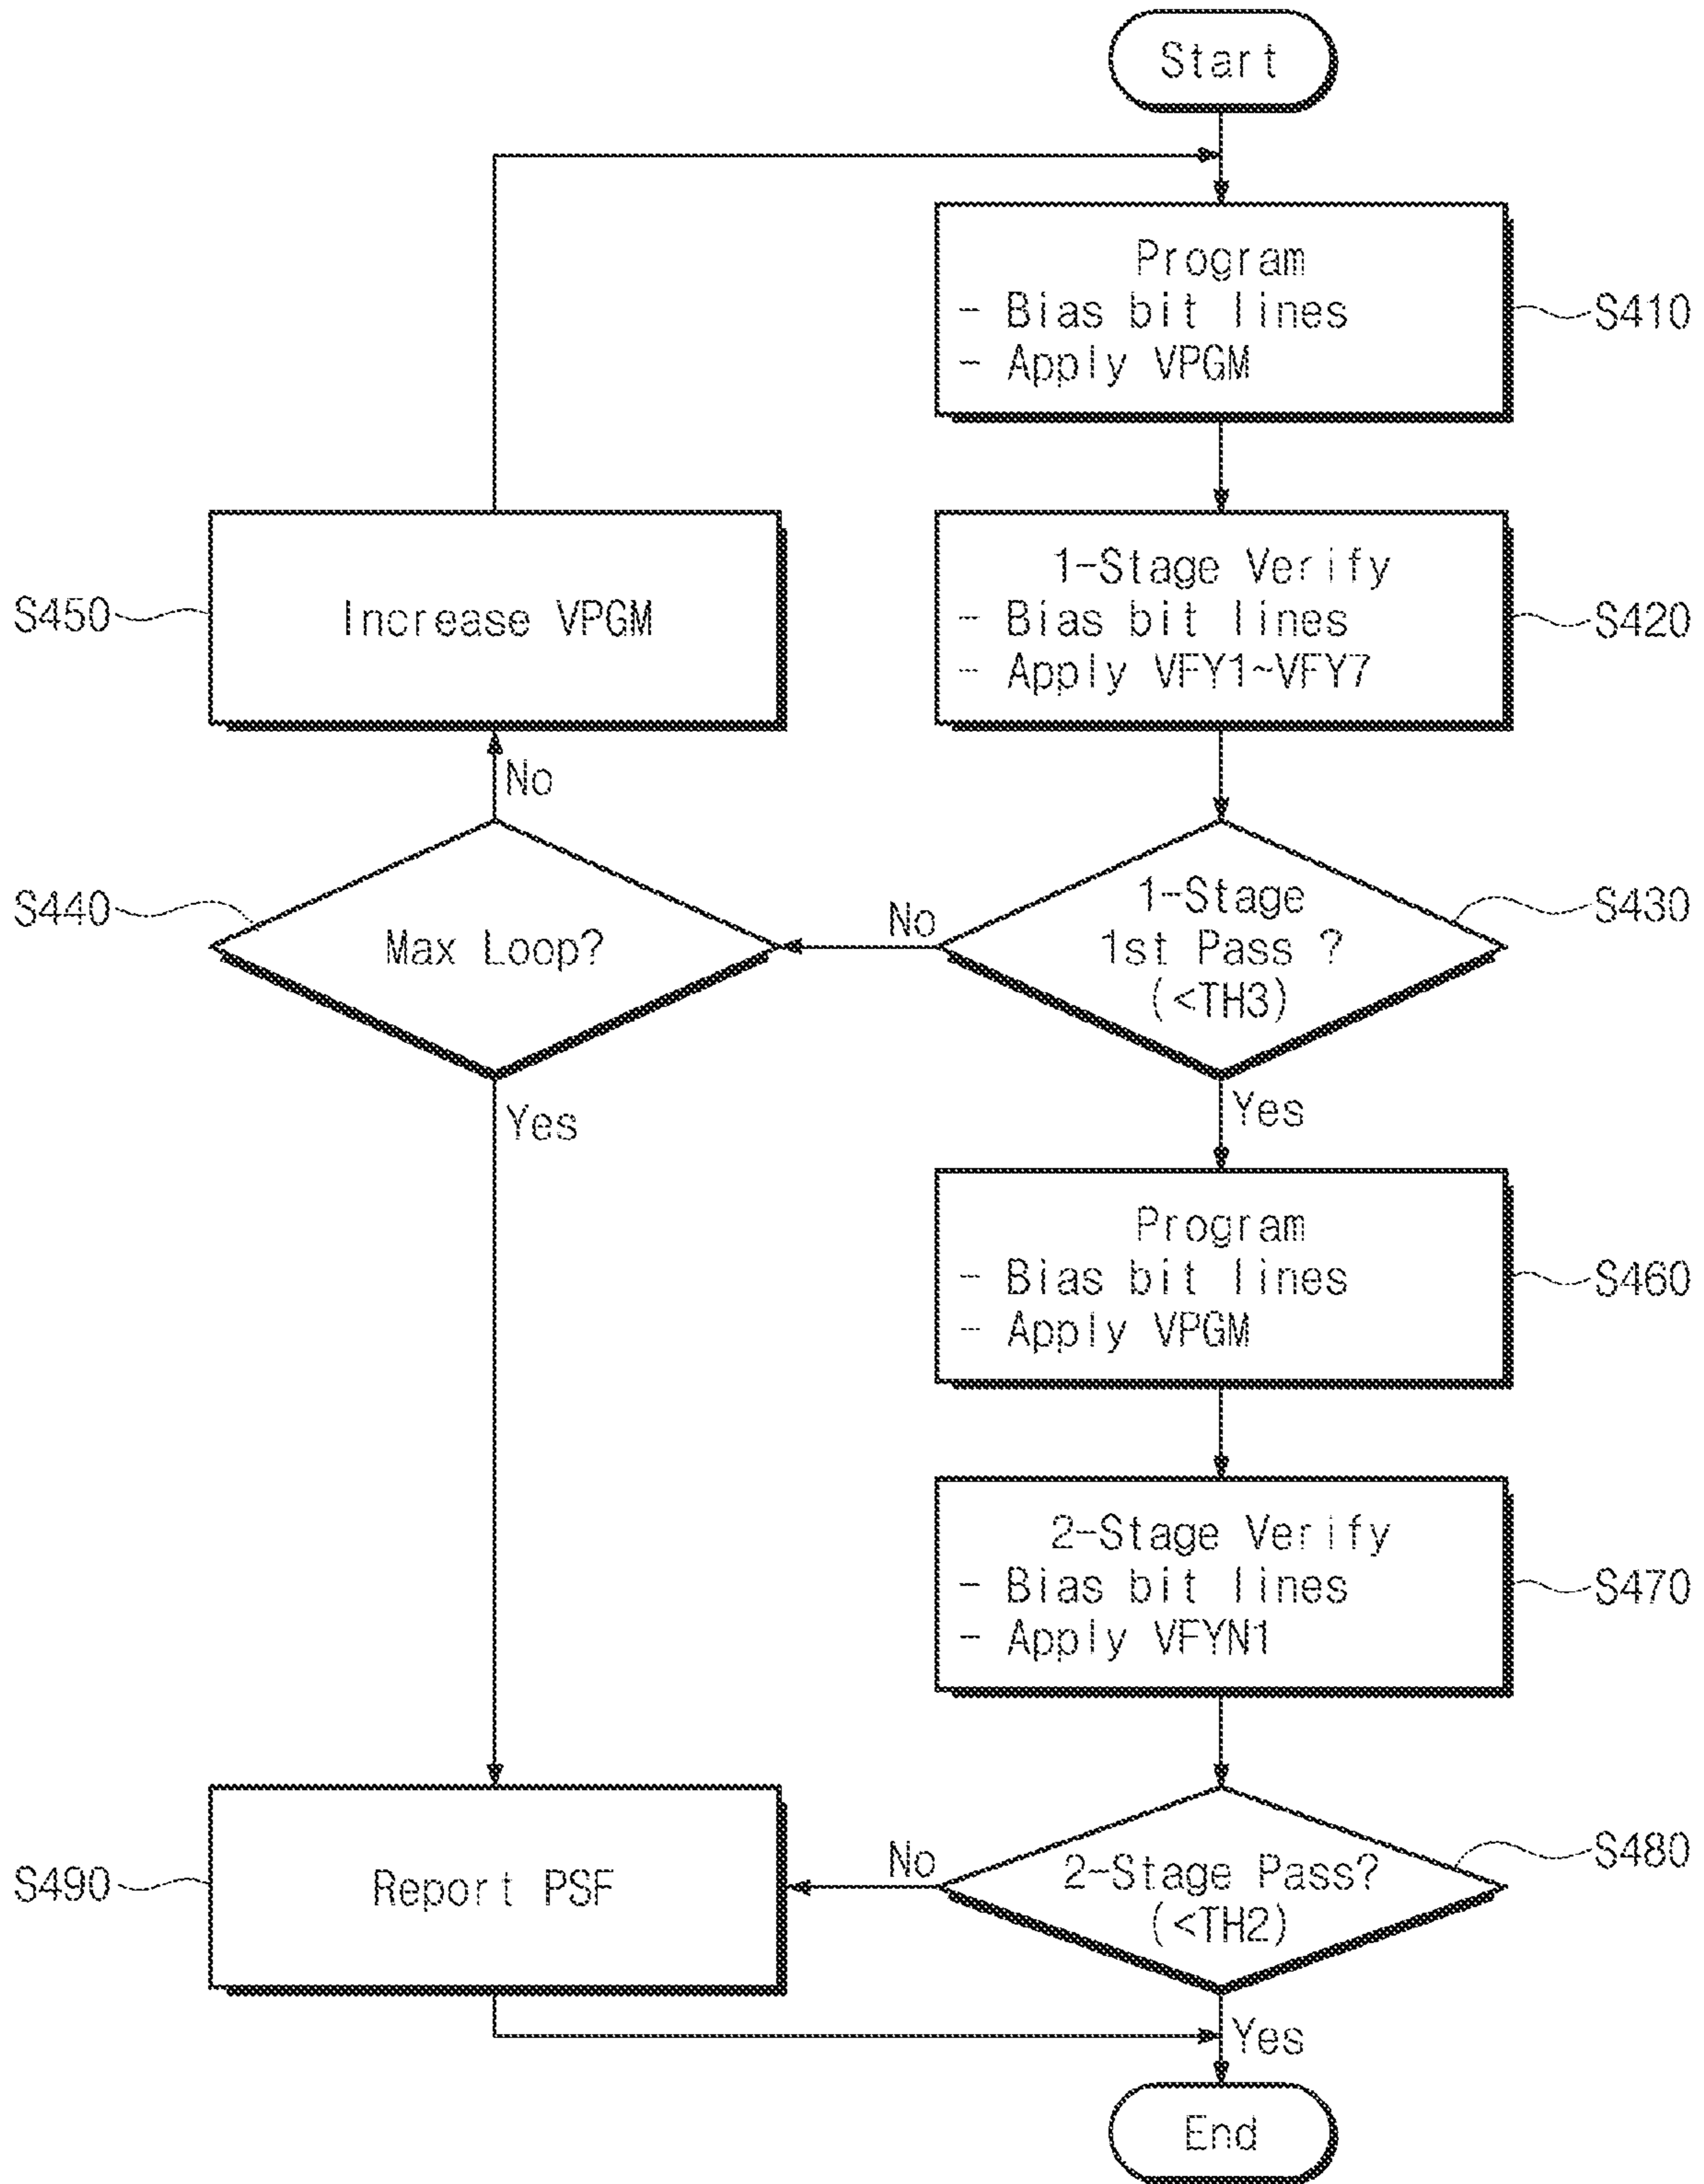 Start
Program
- Bias bit lines
- Apply VPGM
S410
1-Stage Verify
- Bias bit lines
- Apply VFY1~VFY7
S420
S450
Increase VPGM
No
S440
Max Loop?
No
1-Stage
1st Pass ?
(<TH3)
S430
Yes
Yes
Program
- Bias bit lines
- Apply VPGM
S460
2-Stage Verify
- Bias bit lines
- Apply VFYN1
S470
S490
Report PSF
No
2-Stage Pass?
(<TH2)
S480
Yes
End